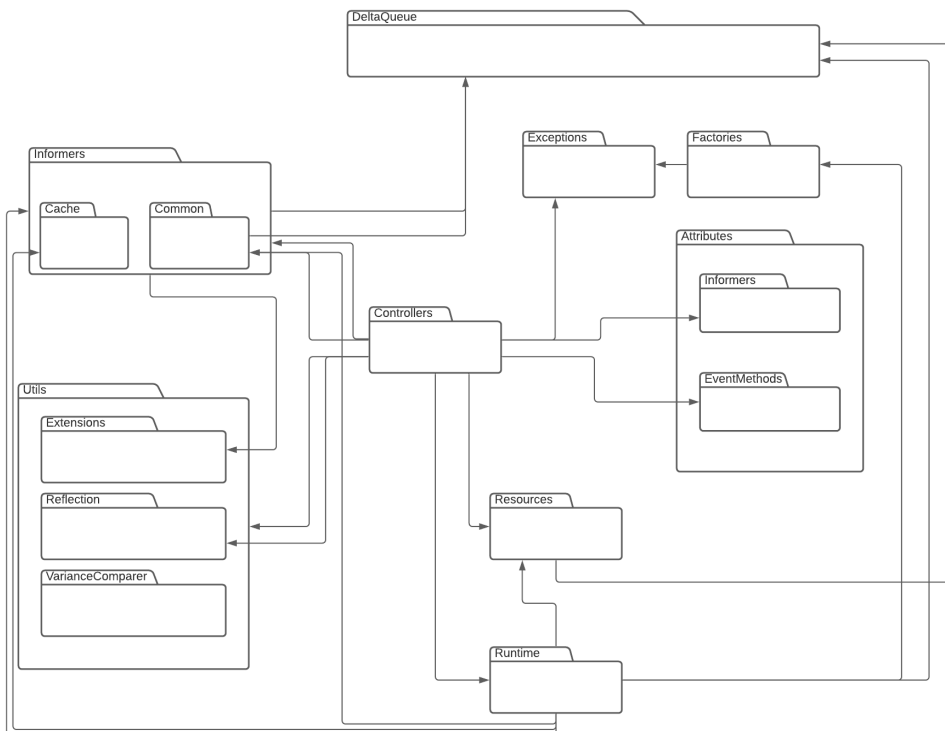 DeltaQueue
Exceptions
Factories
Informers
Cache
Common
Attributes
Informers
Controllers
EventMethods
Utils
Extensions
Reflection
Resources
VarianceComparer
Runtime